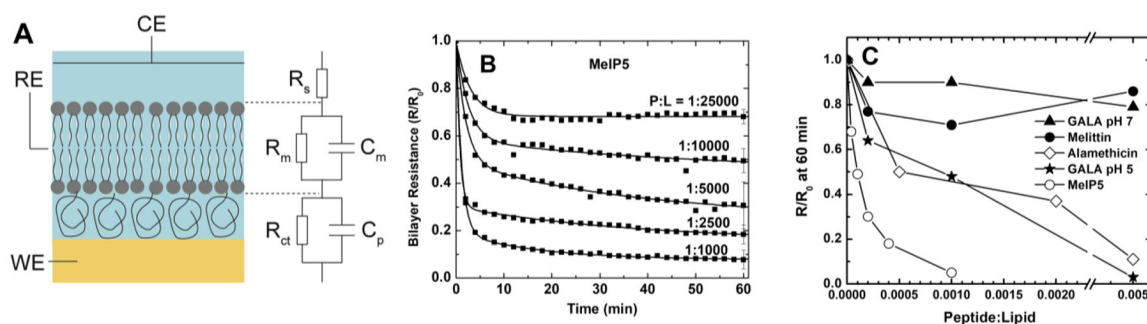 A
CE
RE
WE
Rs
Rm
Cm
Rct
Cp
B
MelP5
P:L = 1:25000
1:10000
1:5000
1:2500
1:1000
Bilayer Resistance (R/R0)
1.0
0.8
0.6
0.4
0.2
0.0
0 10 20 30 40 50 60
Time (min)
C
GALA pH 7
Melittin
Alamethicin
GALA pH 5
MelP5
R/R0 at 60 min
1.0
0.8
0.6
0.4
0.2
0.0
0.0000 0.0005 0.0010 0.0015 0.0020 0.005
Peptide:Lipid